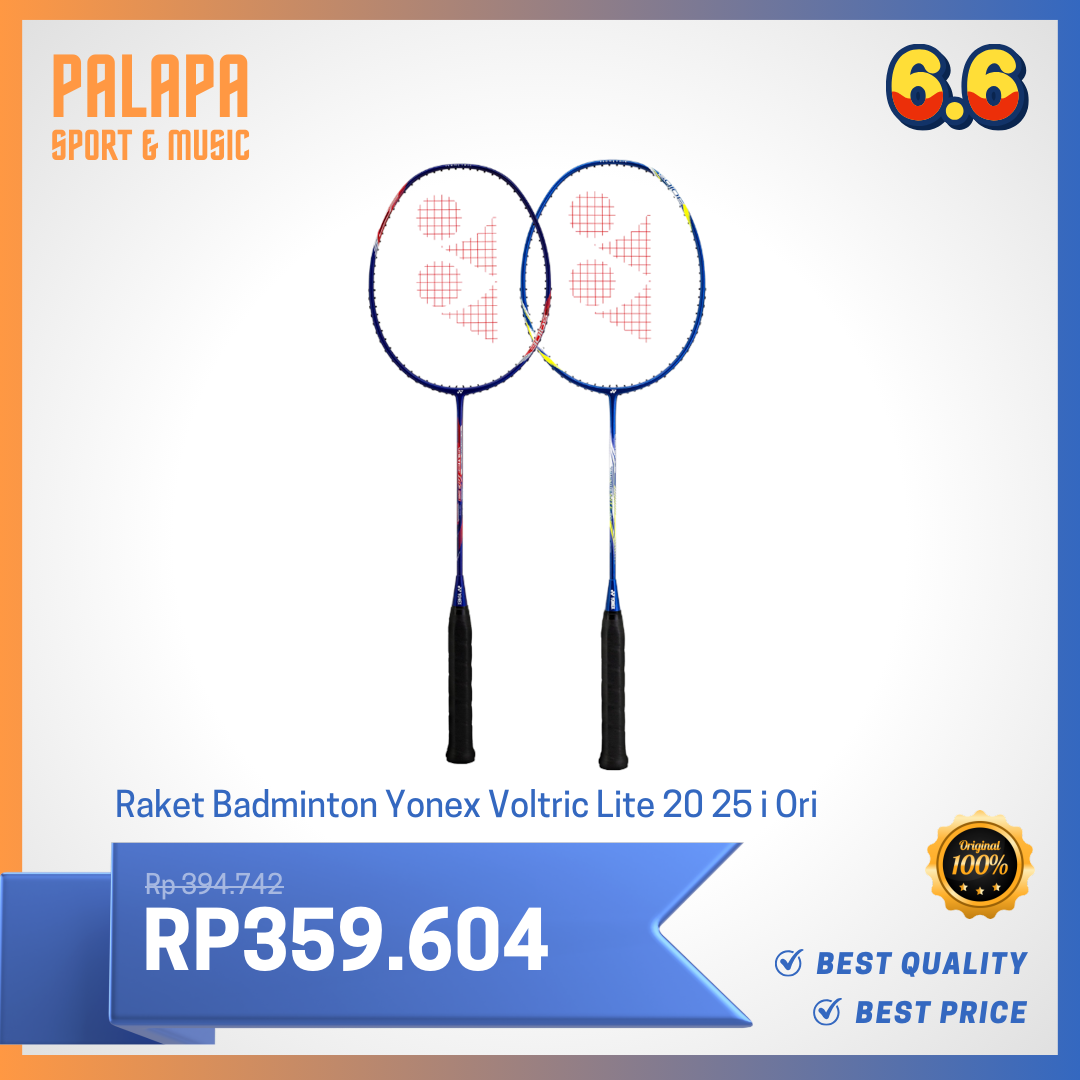 PALAPA
SPORT & MUSIC
6.6
Raket Badminton Yonex Voltric Lite 20 25 i Ori
Rp 394.742
RP359.604
Original
100%
BEST QUALITY
BEST PRICE